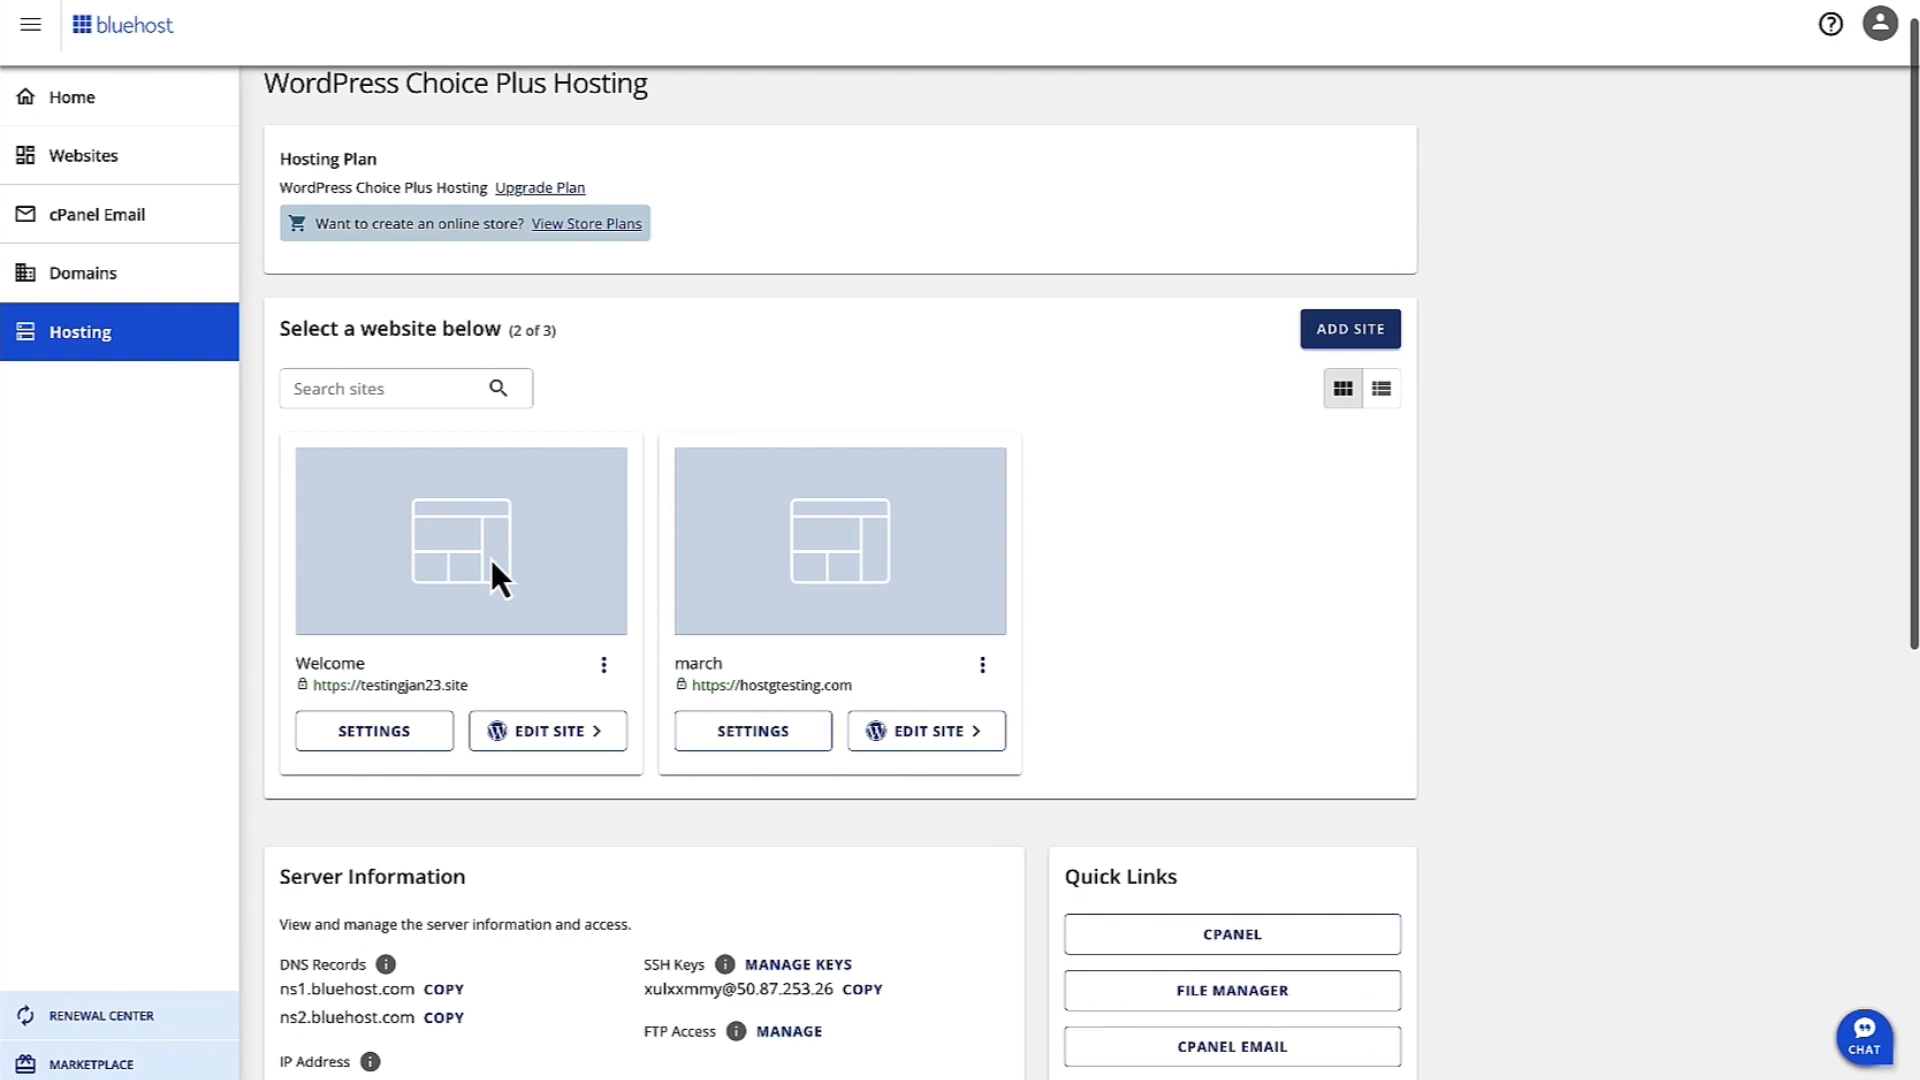 bluehost
Home
Websites
cPanel Email
Domains
Hosting
RENEWAL CENTER
MARKETPLACE
WordPress Choice Plus Hosting
Hosting Plan
WordPress Choice Plus Hosting Upgrade Plan
Want to create an online store? View Store Plans
Select a website below (2 of 3)
ADD SITE
Search sites
Welcome
https://testingjan23.site
SETTINGS
EDIT SITE
march
https://hostgtesting.com
SETTINGS
EDIT SITE
Server Information
View and manage the server information and access.
DNS Records
ns1.bluehost.com COPY
ns2.bluehost.com COPY
IP Address
SSH Keys MANAGE KEYS
xulxxmmy@50.87.253.26 COPY
FTP Access MANAGE
Quick Links
CPANEL
FILE MANAGER
CPANEL EMAIL
CHAT